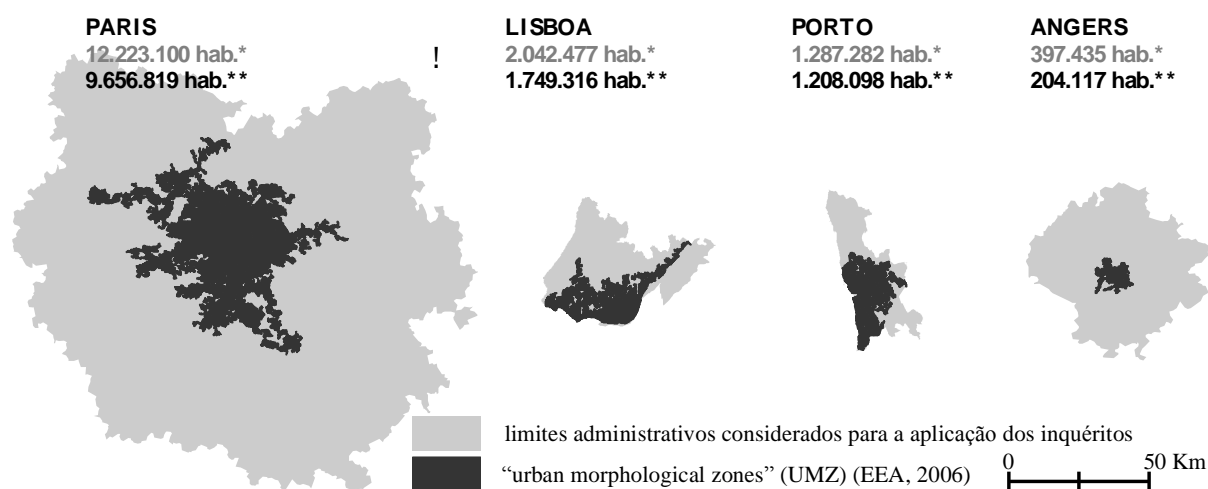 PARIS
12.223.100 hab.*
9.656.819 hab.**
!
LISBOA
2.042.477 hab.*
1.749.316 hab.**
PORTO
1.287.282 hab.*
1.208.098 hab.**
ANGERS
397.435 hab.*
204.117 hab.**
limites administrativos considerados para a aplicação dos inquéritos
“urban morphological zones” (UMZ) (EEA, 2006)
0 50 Km